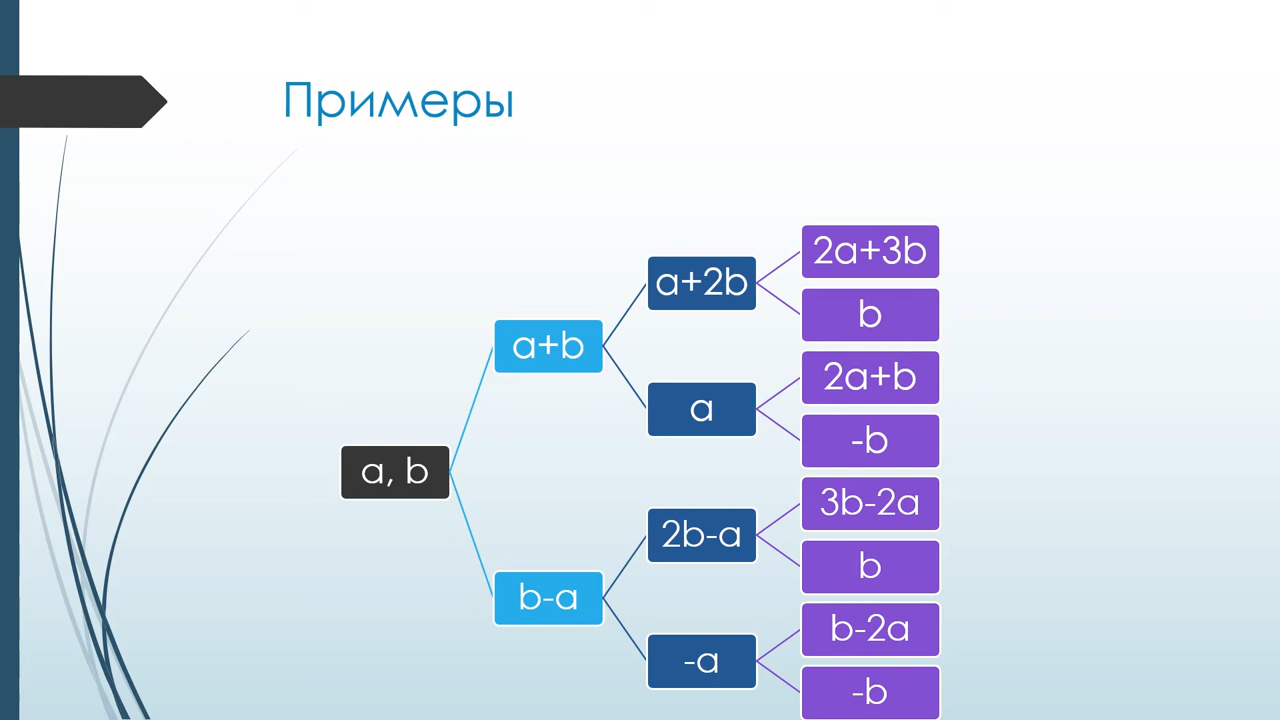 Примеры
a, b
a+b
b-a
a+2b
a
2b-a
-a
2a+3b
b
2a+b
-b
3b-2a
b
b-2a
-b